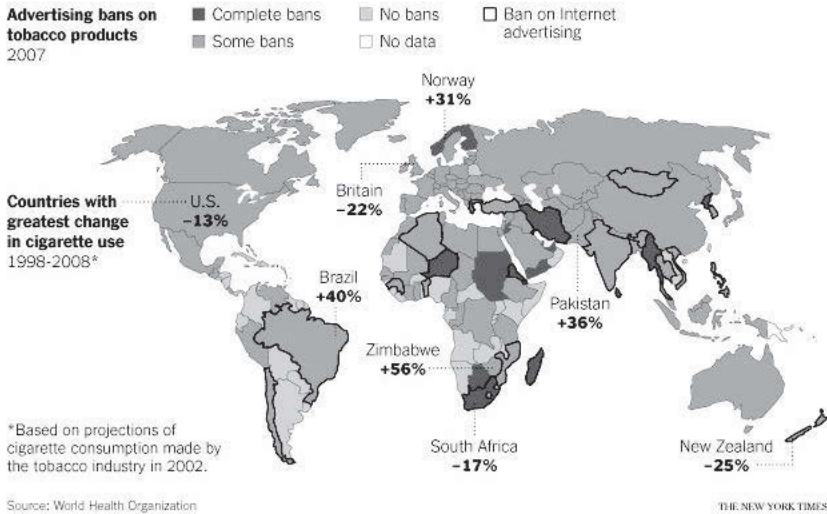 Advertising bans on
tobacco products
2007
Complete bans
Some bans
No bans
No data
Ban on Internet
advertising
Norway
+31%
Countries with
greatest change
in cigarette use
1998-2008*
U.S.
–13%
Britain
–22%
Brazil
+40%
Pakistan
+36%
Zimbabwe
+56%
South Africa
–17%
New Zealand
–25%
*Based on projections of
cigarette consumption made by
the tobacco industry in 2002.
Source: World Health Organization
THE NEW YORK TIMES